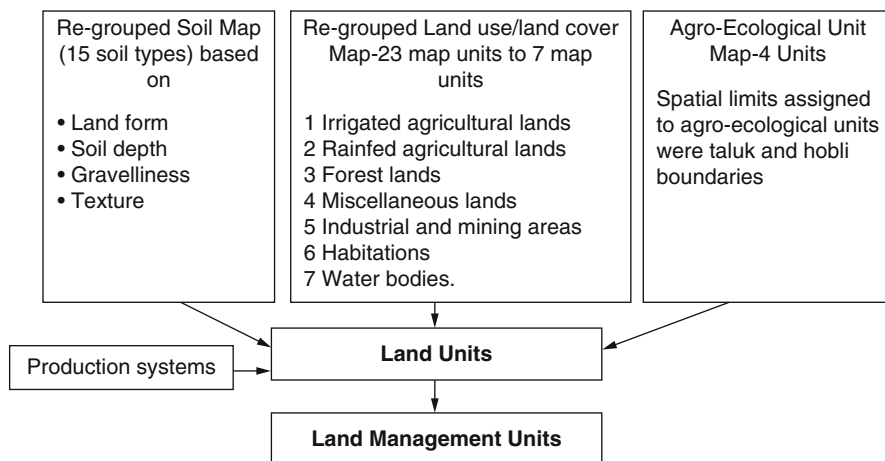 Re-grouped Soil Map
(15 soil types) based
on
• Land form
• Soil depth
• Gravelliness
• Texture
Re-grouped Land use/land cover
Map-23 map units to 7 map
units
1 Irrigated agricultural lands
2 Rainfed agricultural lands
3 Forest lands
4 Miscellaneous lands
5 Industrial and mining areas
6 Habitations
7 Water bodies.
Agro-Ecological Unit
Map-4 Units
Spatial limits assigned
to agro-ecological units
were taluk and hobli
boundaries
Land Units
Production systems
Land Management Units